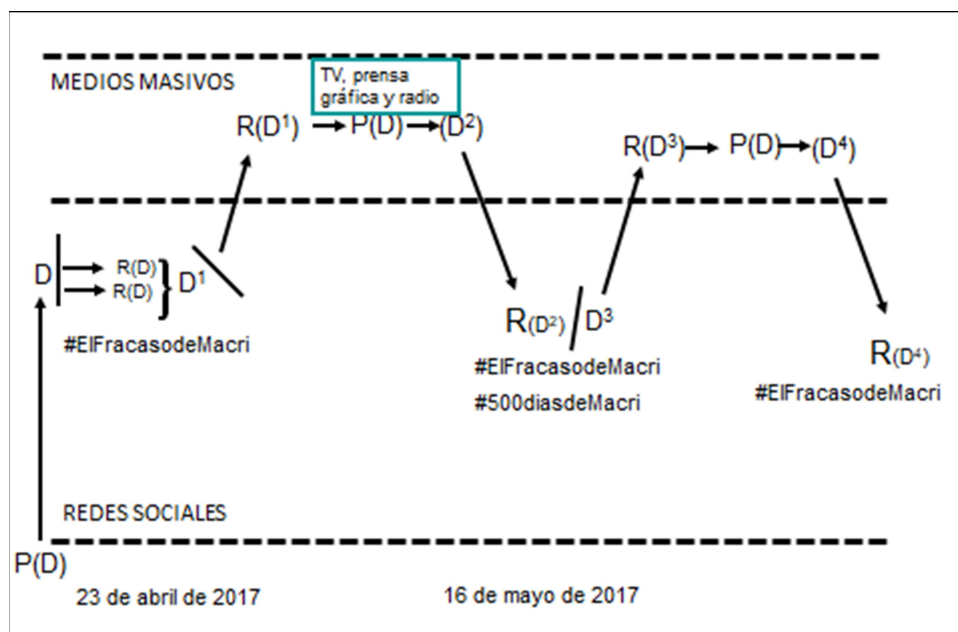 MEDIOS MASIVOS
TV, prensa
gráfica y radio
R(D¹) P(D) (D²)
R(D³) P(D) (D⁴)
D R(D) } D¹
R(D)
#ElFracasodeMacri
R(D²) / D³
#ElFracasodeMacri
#500diasdeMacri
R(D⁴)
#ElFracasodeMacri
REDES SOCIALES
P(D)
23 de abril de 2017
16 de mayo de 2017